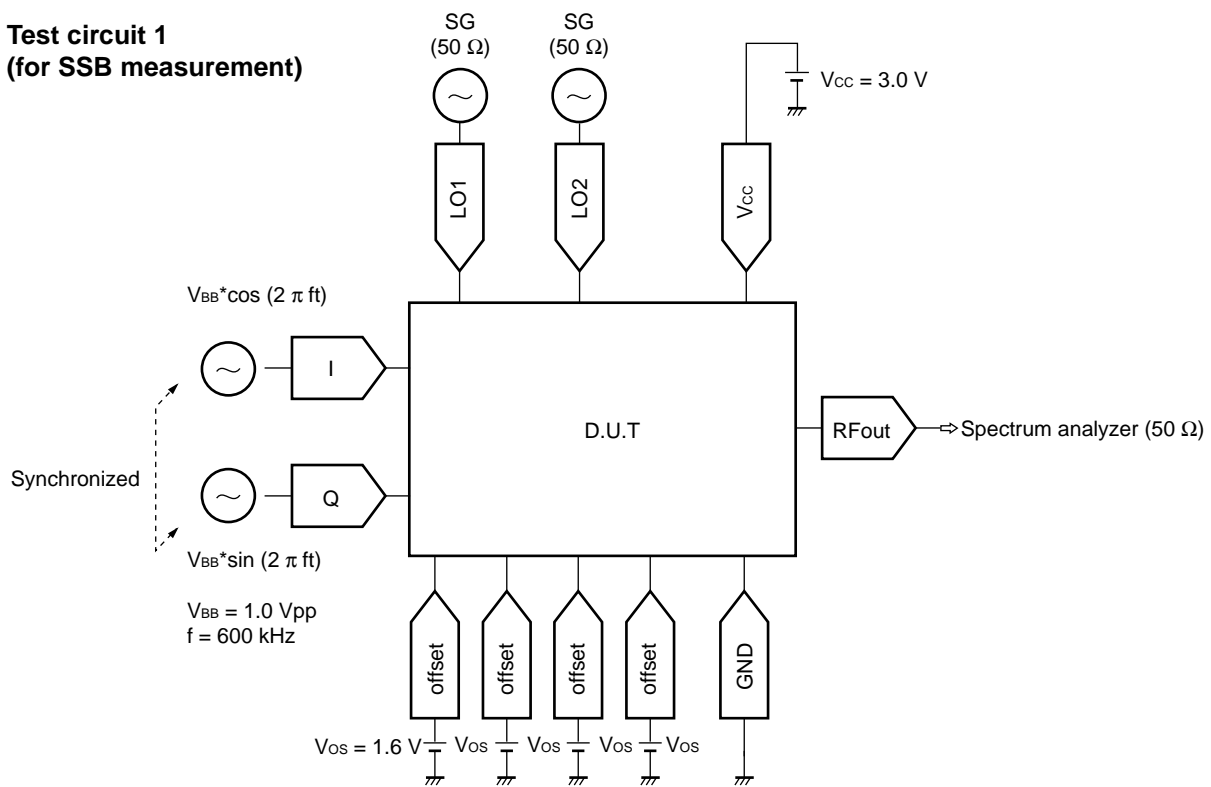 Test circuit 1
(for SSB measurement)
SG
(50 Ω)
SG
(50 Ω)
VCC = 3.0 V
LO1
LO2
VCC
VBB*cos (2 π ft)
I
D.U.T
RFout
Spectrum analyzer (50 Ω)
Synchronized
Q
VBB*sin (2 π ft)
VBB = 1.0 Vpp
f = 600 kHz
offset
offset
offset
offset
GND
VOS = 1.6 V
VOS
VOS
VOS
VOS